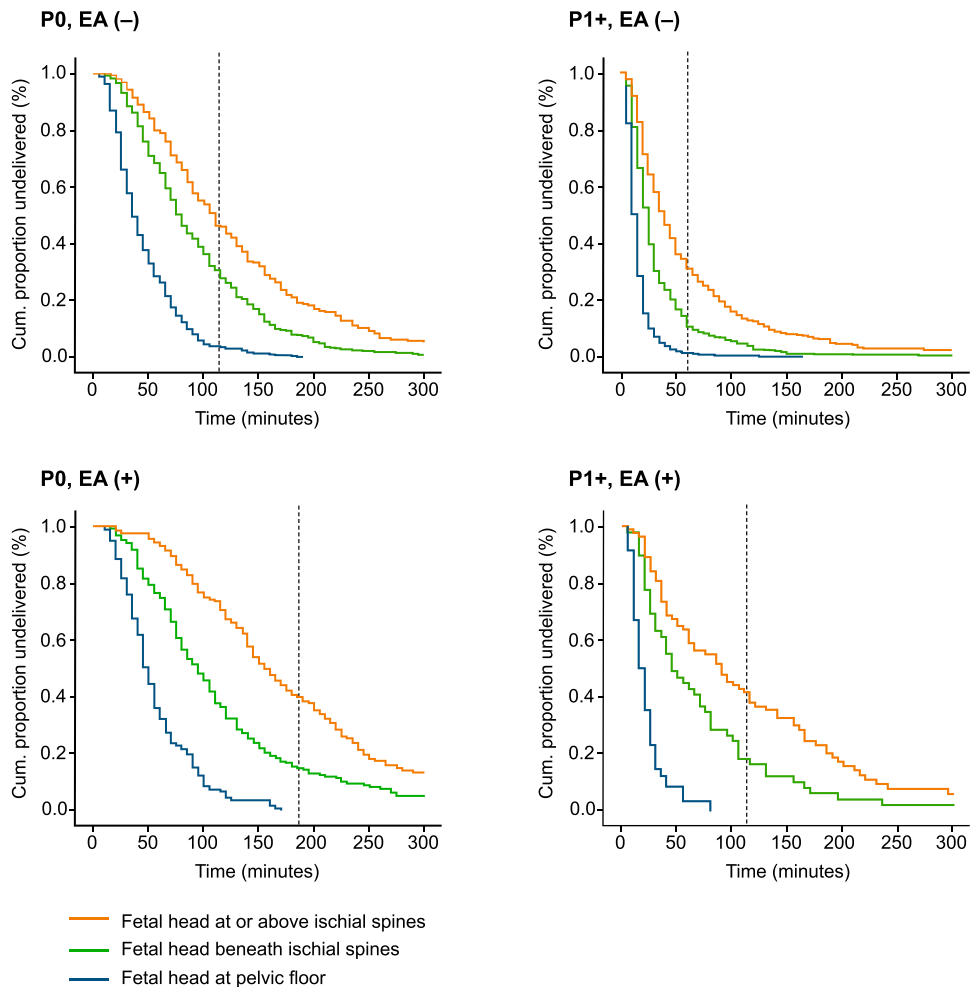 P0, EA (–)
Cum. proportion undelivered (%)
1.0
0.8
0.6
0.4
0.2
0.0
0 50 100 150 200 250 300
Time (minutes)
P1+, EA (–)
Cum. proportion undelivered (%)
1.0
0.8
0.6
0.4
0.2
0.0
0 50 100 150 200 250 300
Time (minutes)
P0, EA (+)
Cum. proportion undelivered (%)
1.0
0.8
0.6
0.4
0.2
0.0
0 50 100 150 200 250 300
Time (minutes)
P1+, EA (+)
Cum. proportion undelivered (%)
1.0
0.8
0.6
0.4
0.2
0.0
0 50 100 150 200 250 300
Time (minutes)
Fetal head at or above ischial spines
Fetal head beneath ischial spines
Fetal head at pelvic floor